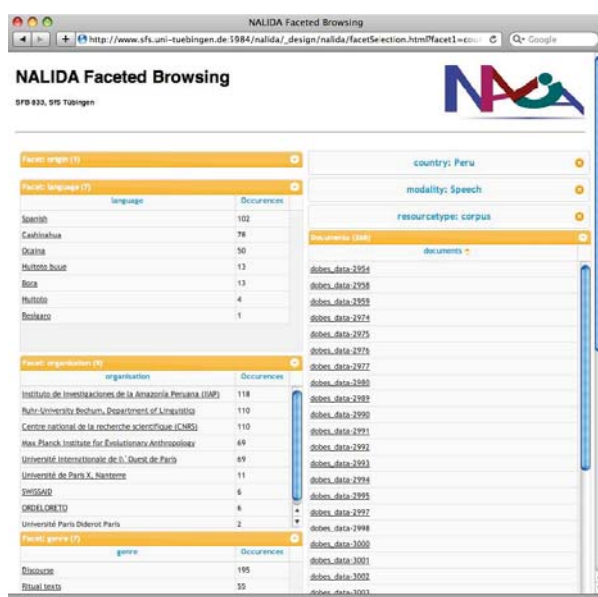 NALIDA Faceted Browsing
http://www.sfs.uni-tuebingen.de:5984/nalida/_design/nalida/facetSelection.html?facet1=cou
Google
NALIDA Faceted Browsing
SFB 833, SfS Tübingen
NALIDA
Facet: origin (1)
Facet: language (7)
language Occurences
Spanish 102
Cashinahua 78
Ocaina 50
Huitoto buue 13
Bora 13
Huitoto 4
Resígaro 1
Facet: organisation (9)
organisation Occurences
Instituto de Investigaciones de la Amazonía Peruana (IIAP) 118
Ruhr-University Bochum, Department of Linguistics 110
Centre national de la recherche scientifique (CNRS) 110
Max Planck Institute for Evolutionary Anthropology 69
Université Internationale de l\`Ouest de Paris 69
Université de Paris X, Nanterre 11
SWISSAID 6
ORDELORETO 6
Université Paris Diderot Paris 2
Facet: genre (7)
genre Occurences
Discourse 195
Ritual texts 55
country: Peru
modality: Speech
resourcetype: corpus
Documents (260)
documents
dobes_data-2954
dobes_data-2958
dobes_data-2959
dobes_data-2974
dobes_data-2975
dobes_data-2976
dobes_data-2977
dobes_data-2980
dobes_data-2989
dobes_data-2990
dobes_data-2991
dobes_data-2992
dobes_data-2993
dobes_data-2994
dobes_data-2995
dobes_data-2997
dobes_data-2998
dobes_data-3000
dobes_data-3001
dobes_data-3002
dobes_data-3003